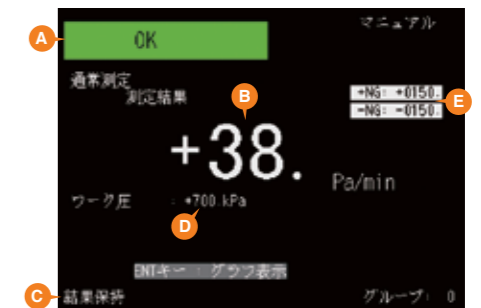 A
OK
マニュアル
通常測定
測定結果
B
+NG: +0150.
-NG: -0150.
E
+38.
Pa/min
ワーク圧 : +700.kPa
D
ENTキー : グラフ表示
C
結果保持
グループ: 0